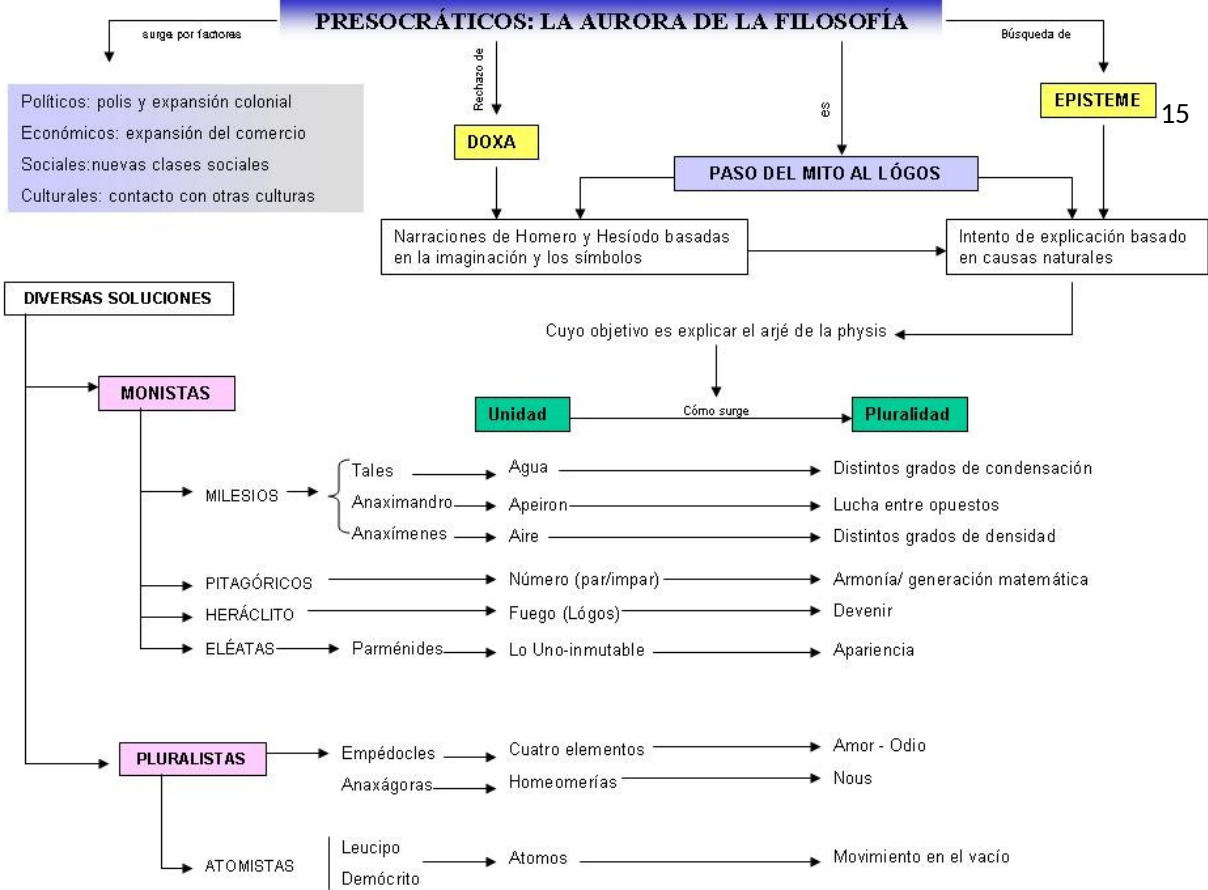 PRESOCRÁTICOS: LA AURORA DE LA FILOSOFÍA
surge por factores
Rechazo de
es
Búsqueda de
Políticos: polis y expansión colonial
Económicos: expansión del comercio
Sociales:nuevas clases sociales
Culturales: contacto con otras culturas
DOXA
EPISTEME
15
PASO DEL MITO AL LÓGOS
Narraciones de Homero y Hesíodo basadas
en la imaginación y los símbolos
Intento de explicación basado
en causas naturales
DIVERSAS SOLUCIONES
Cuyo objetivo es explicar el arjé de la physis
MONISTAS
Unidad
Cómo surge
Pluralidad
MILESIOS
Tales
Agua
Distintos grados de condensación
Anaximandro
Apeiron
Lucha entre opuestos
Anaxímenes
Aire
Distintos grados de densidad
PITAGÓRICOS
Número (par/impar)
Armonía/ generación matemática
HERÁCLITO
Fuego (Lógos)
Devenir
ELÉATAS
Parménides
Lo Uno-inmutable
Apariencia
PLURALISTAS
Empédocles
Cuatro elementos
Amor - Odio
Anaxágoras
Homeomerías
Nous
ATOMISTAS
Leucipo
Demócrito
Atomos
Movimiento en el vacío